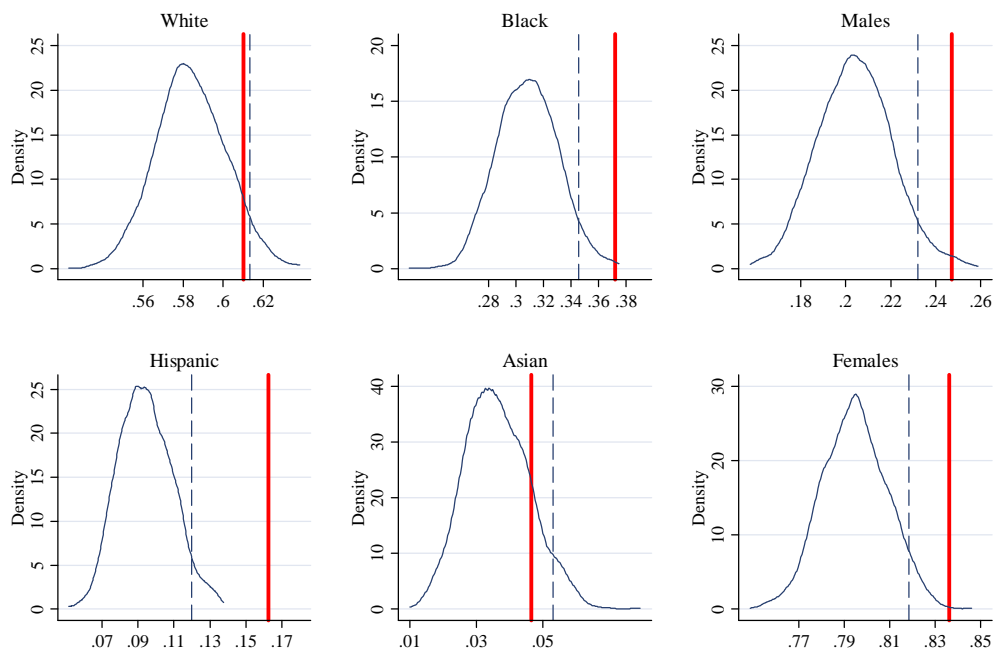 White
Black
Males
Density
0 5 10 15 20 25
.56 .58 .6 .62
Density
0 5 10 15 20
.28 .3 .32 .34 .36 .38
Density
0 5 10 15 20 25
.18 .2 .22 .24 .26
Hispanic
Asian
Females
Density
0 5 10 15 20 25
.07 .09 .11 .13 .15 .17
Density
0 10 20 30 40
.01 .03 .05
Density
0 10 20 30
.77 .79 .81 .83 .85